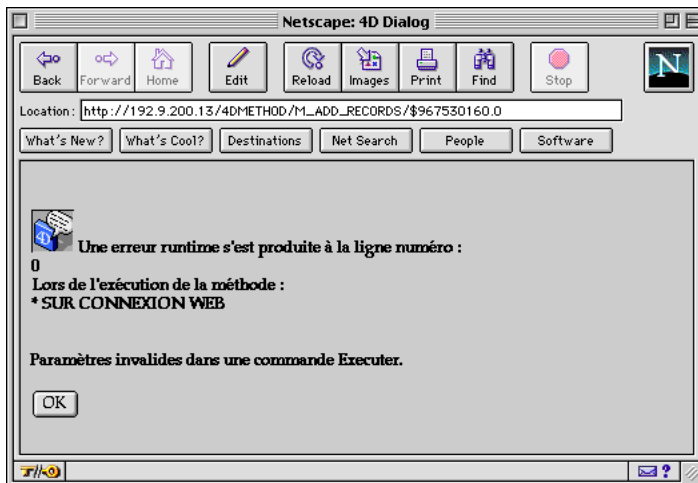 Netscape: 4D Dialog
Back Forward Home Edit Reload Images Print Find Stop N
Location: http://192.9.200.13/4DMETHOD/M_ADD_RECORDS/$967530160.0
What's New? What's Cool? Destinations Net Search People Software
4D Une erreur runtime s'est produite à la ligne numéro :
0
Lors de l'exécution de la méthode :
* SUR CONNEXION WEB
Paramètres invalides dans une commande Executer.
OK
?